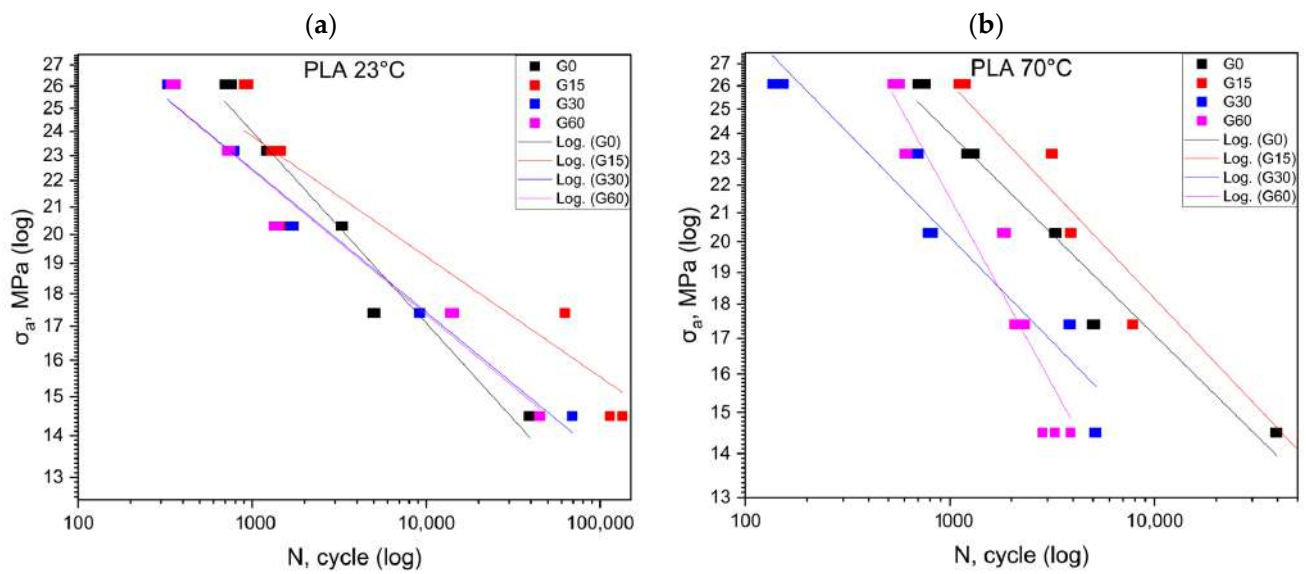 (a)
PLA 23°C
G0
G15
G30
G60
Log. (G0)
Log. (G15)
Log. (G30)
Log. (G60)
27
26
25
24
23
22
21
20
19
18
17
16
15
14
13
σa, MPa (log)
100
1000
10,000
100,000
N, cycle (log)
(b)
PLA 70°C
G0
G15
G30
G60
Log. (G0)
Log. (G15)
Log. (G30)
Log. (G60)
27
26
25
24
23
22
21
20
19
18
17
16
15
14
13
σa, MPa (log)
100
1000
10,000
N, cycle (log)